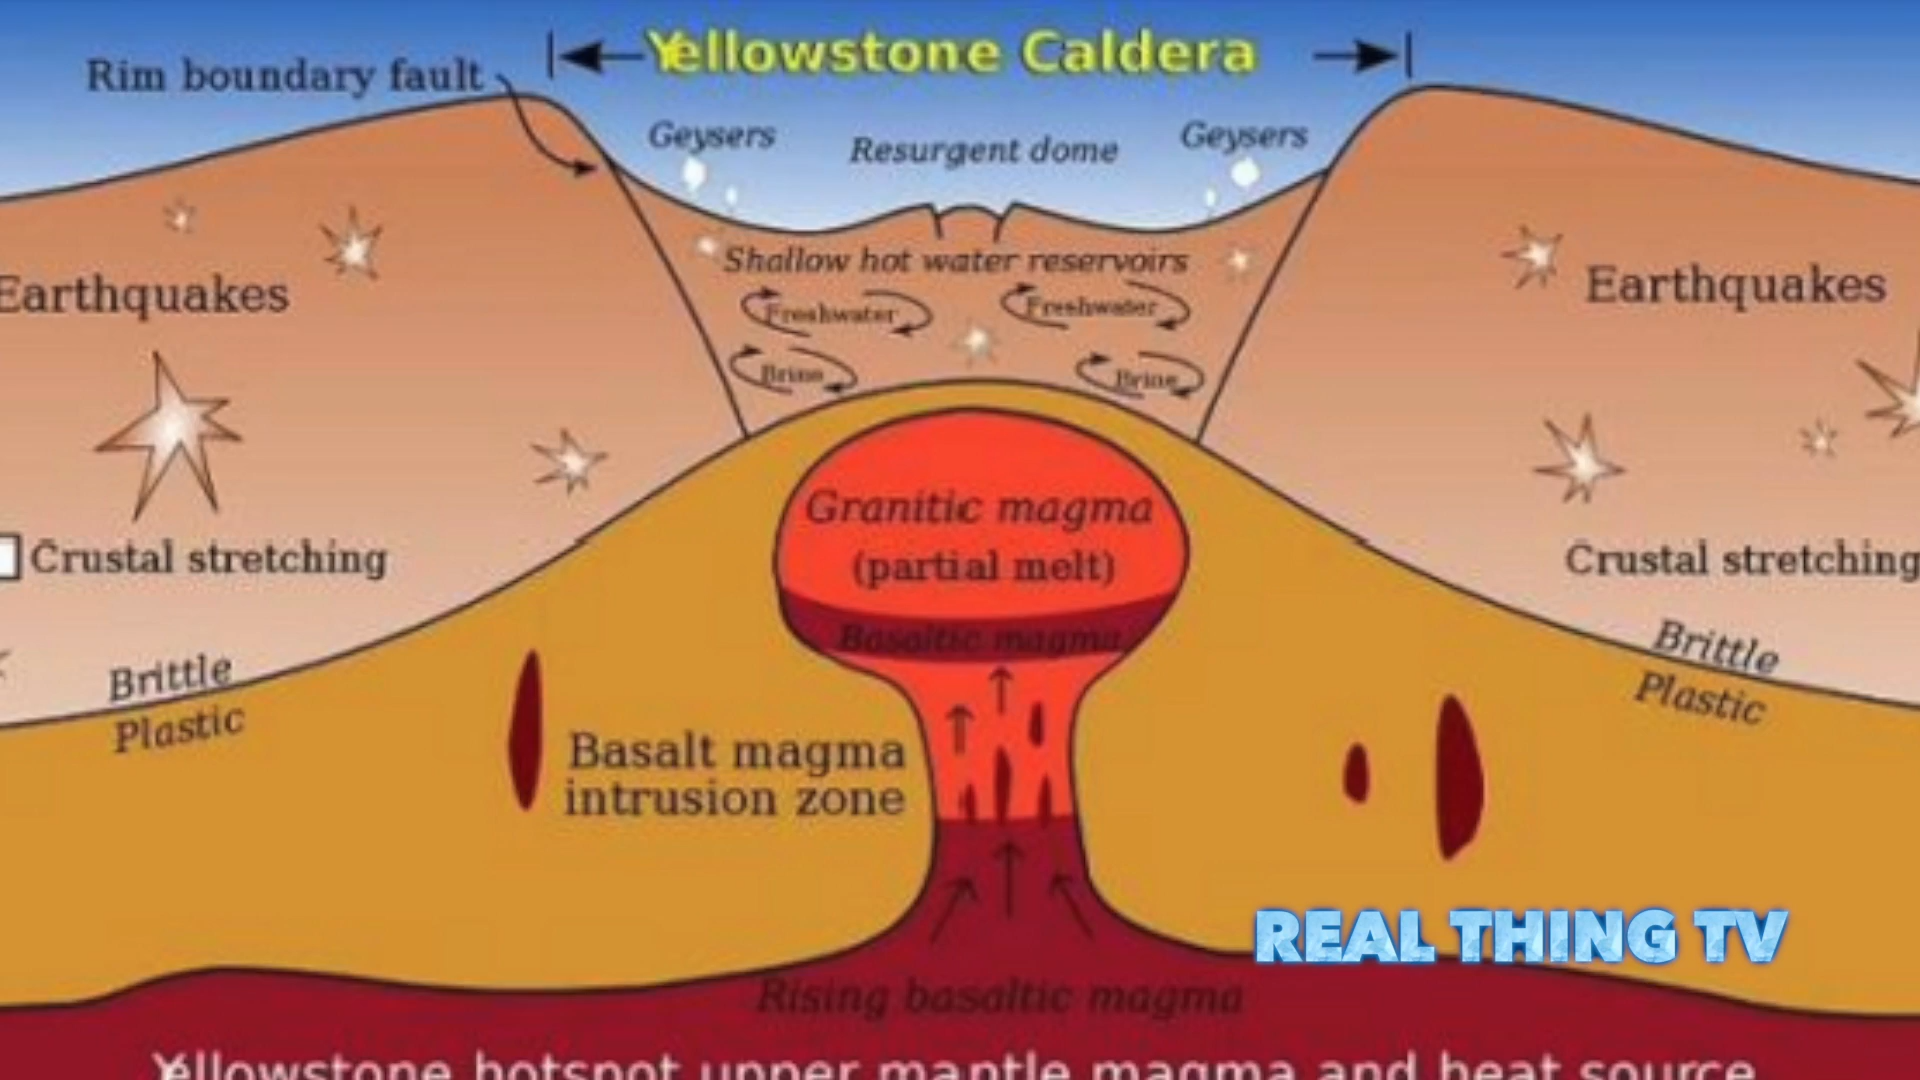 Yellowstone Caldera
Rim boundary fault
Geysers
Resurgent dome
Geysers
Shallow hot water reservoirs
Freshwater
Freshwater
Brine
Brine
Earthquakes
Earthquakes
Granitic magma
(partial melt)
Basaltic magma
Crustal stretching
Crustal stretching
Brittle
Plastic
Brittle
Plastic
Basalt magma
intrusion zone
REAL THING TV
Rising basaltic magma
Yellowstone hotspot upper mantle magma and heat source